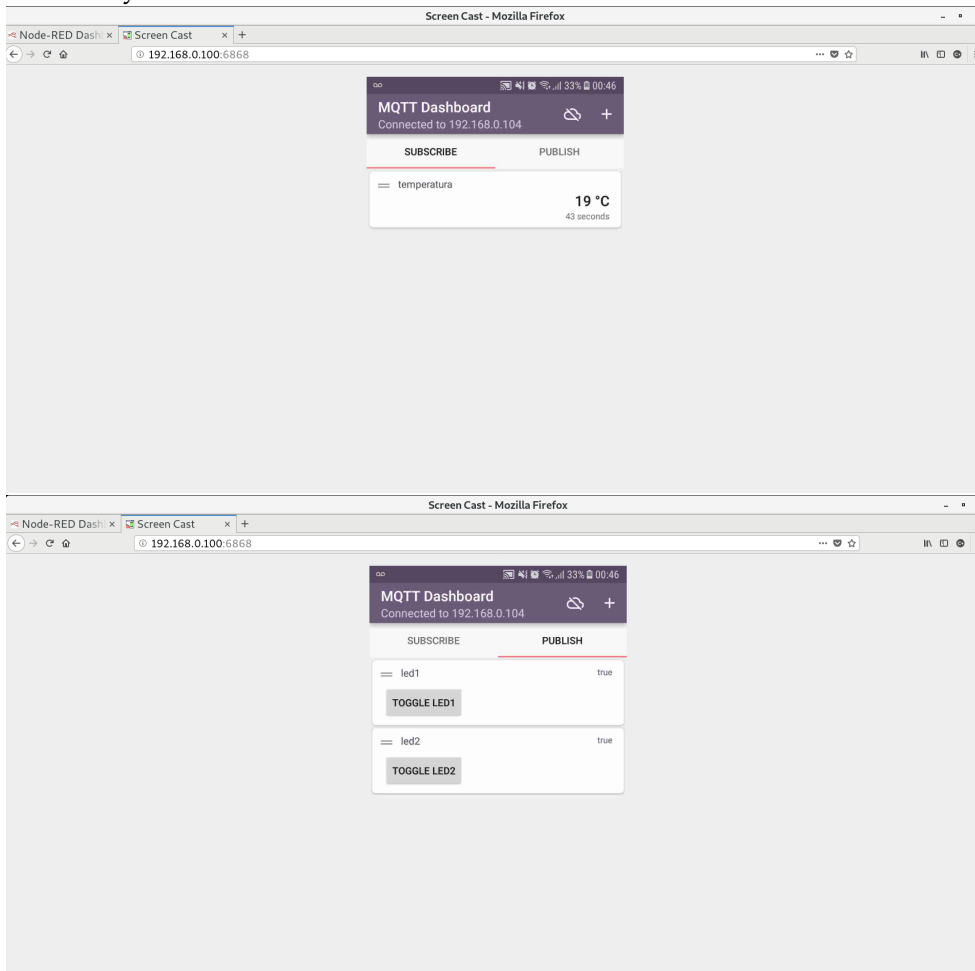 Screen Cast - Mozilla Firefox
Node-RED Dash Screen Cast
192.168.0.100:6868
33% 00:46
MQTT Dashboard
Connected to 192.168.0.104
SUBSCRIBE PUBLISH
temperatura
19 °C
43 seconds
Screen Cast - Mozilla Firefox
Node-RED Dash Screen Cast
192.168.0.100:6868
33% 00:46
MQTT Dashboard
Connected to 192.168.0.104
SUBSCRIBE PUBLISH
led1 true
TOGGLE LED1
led2 true
TOGGLE LED2